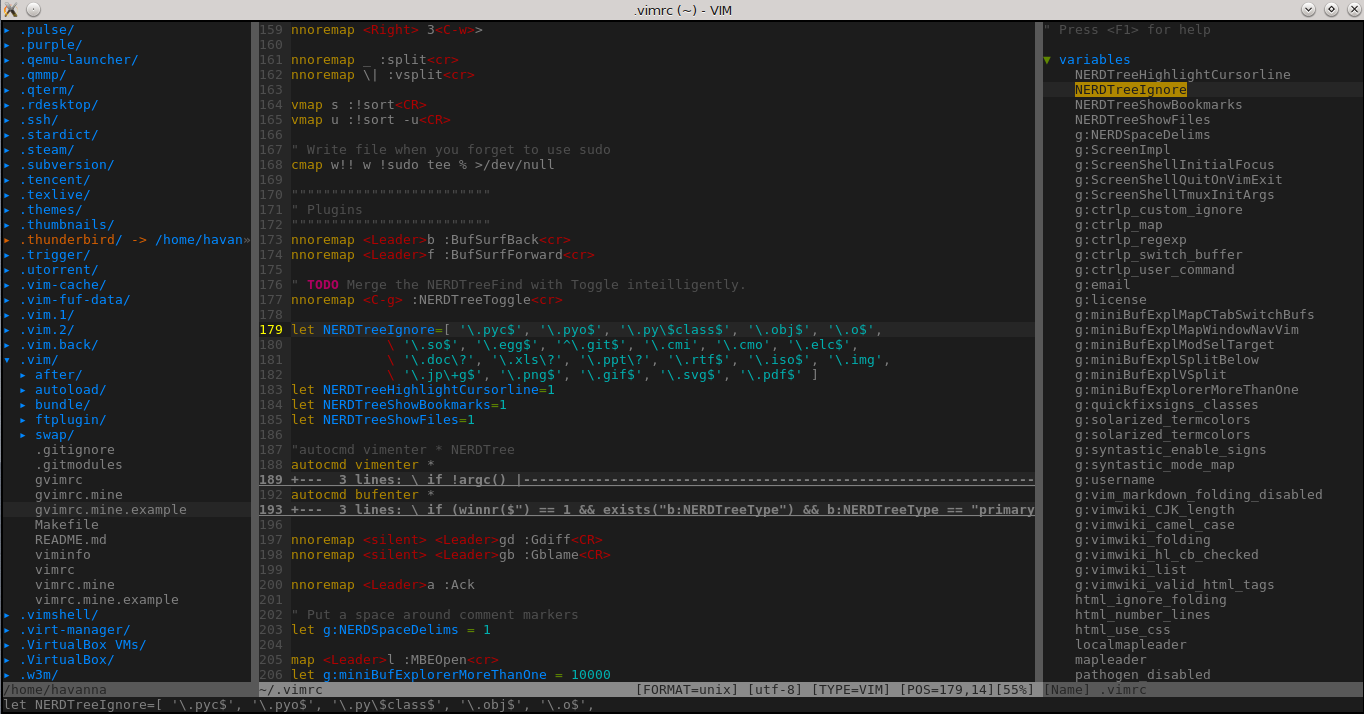 .vimrc (~) - VIM
▸ .pulse/
▸ .purple/
▸ .qemu-launcher/
▸ .qmmp/
▸ .qterm/
▸ .rdesktop/
▸ .ssh/
▸ .stardict/
▸ .steam/
▸ .subversion/
▸ .tencent/
▸ .texlive/
▸ .themes/
▸ .thumbnails/
▸ .thunderbird/ -> /home/havan»
▸ .trigger/
▸ .utorrent/
▸ .vim-cache/
▸ .vim-fuf-data/
▸ .vim.1/
▸ .vim.2/
▸ .vim.back/
▾ .vim/
▸ after/
▸ autoload/
▸ bundle/
▸ ftplugin/
▸ swap/
.gitignore
.gitmodules
gvimrc
gvimrc.mine
gvimrc.mine.example
Makefile
README.md
viminfo
vimrc
vimrc.mine
vimrc.mine.example
▸ .vimshell/
▸ .virt-manager/
▸ .VirtualBox VMs/
▸ .VirtualBox/
▸ .w3m/
/home/havanna
159 nnoremap <Right> 3<C-w>>
160
161 nnoremap _ :split<cr>
162 nnoremap \| :vsplit<cr>
163
164 vmap s :!sort<CR>
165 vmap u :!sort -u<CR>
166
167 " Write file when you forget to use sudo
168 cmap w!! w !sudo tee % >/dev/null
169
170 """""""""""""""""""""""""
171 " Plugins
172 """""""""""""""""""""""""
173 nnoremap <Leader>b :BufSurfBack<cr>
174 nnoremap <Leader>f :BufSurfForward<cr>
175
176 " TODO Merge the NERDTreeFind with Toggle inteilligently.
177 nnoremap <C-g> :NERDTreeToggle<cr>
178
179 let NERDTreeIgnore=[ '\.pyc$', '\.pyo$', '\.py\$class$', '\.obj$', '\.o$',
180 \ '\.so$', '\.egg$', '^\.git$', '\.cmi', '\.cmo', '\.elc$',
181 \ '\.doc\?', '\.xls\?', '\.ppt\?', '\.rtf$', '\.iso$', '\.img',
182 \ '\.jp\+g$', '\.png$', '\.gif$', '\.svg$', '\.pdf$' ]
183 let NERDTreeHighlightCursorline=1
184 let NERDTreeShowBookmarks=1
185 let NERDTreeShowFiles=1
186
187 "autocmd vimenter * NERDTree
188 autocmd vimenter *
189 +--- 3 lines: \ if !argc() |----------------------------------------------------------------
192 autocmd bufenter *
193 +--- 3 lines: \ if (winnr($") == 1 && exists("b:NERDTreeType") && b:NERDTreeType == "primary
196
197 nnoremap <silent> <Leader>gd :Gdiff<CR>
198 nnoremap <silent> <Leader>gb :Gblame<CR>
199
200 nnoremap <Leader>a :Ack
201
202 " Put a space around comment markers
203 let g:NERDSpaceDelims = 1
204
205 map <Leader>l :MBEOpen<cr>
206 let g:miniBufExplorerMoreThanOne = 10000
~/.vimrc [FORMAT=unix] [utf-8] [TYPE=VIM] [POS=179,14][55%]
" Press <F1> for help
▼ variables
NERDTreeHighlightCursorline
NERDTreeIgnore
NERDTreeShowBookmarks
NERDTreeShowFiles
g:NERDSpaceDelims
g:ScreenImpl
g:ScreenShellInitialFocus
g:ScreenShellQuitOnVimExit
g:ScreenShellTmuxInitArgs
g:ctrlp_custom_ignore
g:ctrlp_map
g:ctrlp_regexp
g:ctrlp_switch_buffer
g:ctrlp_user_command
g:email
g:license
g:miniBufExplMapCTabSwitchBufs
g:miniBufExplMapWindowNavVim
g:miniBufExplModSelTarget
g:miniBufExplSplitBelow
g:miniBufExplVSplit
g:miniBufExplorerMoreThanOne
g:quickfixsigns_classes
g:solarized_termcolors
g:solarized_termcolors
g:syntastic_enable_signs
g:syntastic_mode_map
g:username
g:vim_markdown_folding_disabled
g:vimwiki_CJK_length
g:vimwiki_camel_case
g:vimwiki_folding
g:vimwiki_hl_cb_checked
g:vimwiki_list
g:vimwiki_valid_html_tags
html_ignore_folding
html_number_lines
html_use_css
localmapleader
mapleader
pathogen_disabled
[Name] .vimrc
let NERDTreeIgnore=[ '\.pyc$', '\.pyo$', '\.py\$class$', '\.obj$', '\.o$',